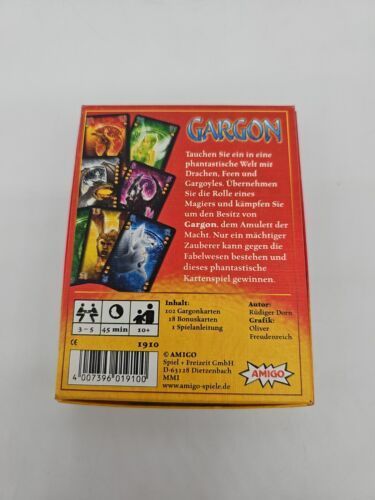 GARGON
Tauchen Sie ein in eine
phantastische Welt mit
Drachen, Feen und
Gargoyles. Übernehmen
Sie die Rolle eines
Magiers und kämpfen Sie
um den Besitz von
Gargon, dem Amulett der
Macht. Nur ein mächtiger
Zauberer kann gegen die
Fabelwesen bestehen und
dieses phantastische
Kartenspiel gewinnen.
3 – 5
45 min
10+
Inhalt:
102 Gargonkarten
18 Bonuskarten
1 Spielanleitung
Autor:
Rüdiger Dorn
Grafik:
Oliver
Freudenreich
CE
1910
4 007396 019100
© AMIGO
Spiel + Freizeit GmbH
D-63128 Dietzenbach
MMI
www.amigo-spiele.de
AMIGO